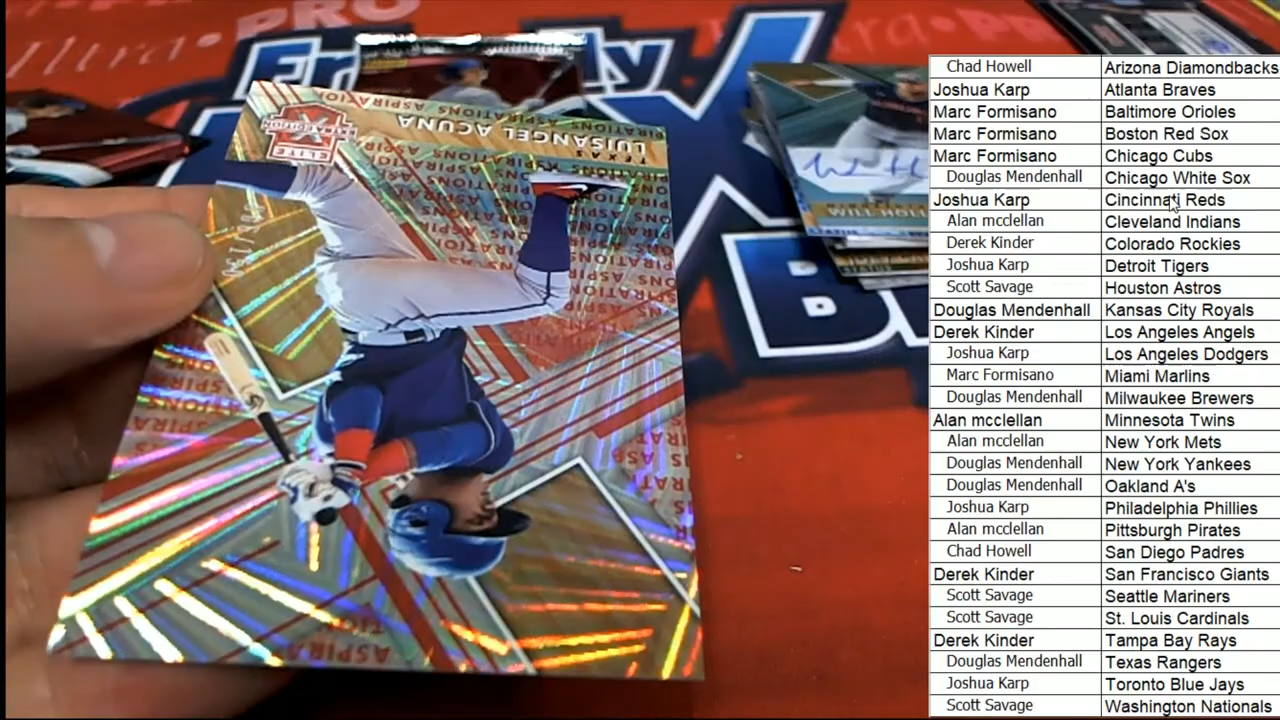 Ultra • PRO
Fr
ly
B
LUISANGEL ACUNA
TEXAS
ELITE
EXTRA EDITION
ASPIRATIONS
Chad Howell Arizona Diamondbacks
Joshua Karp Atlanta Braves
Marc Formisano Baltimore Orioles
Marc Formisano Boston Red Sox
Marc Formisano Chicago Cubs
Douglas Mendenhall Chicago White Sox
Joshua Karp Cincinnati Reds
Alan mcclellan Cleveland Indians
Derek Kinder Colorado Rockies
Joshua Karp Detroit Tigers
Scott Savage Houston Astros
Douglas Mendenhall Kansas City Royals
Derek Kinder Los Angeles Angels
Joshua Karp Los Angeles Dodgers
Marc Formisano Miami Marlins
Douglas Mendenhall Milwaukee Brewers
Alan mcclellan Minnesota Twins
Alan mcclellan New York Mets
Douglas Mendenhall New York Yankees
Douglas Mendenhall Oakland A's
Joshua Karp Philadelphia Phillies
Alan mcclellan Pittsburgh Pirates
Chad Howell San Diego Padres
Derek Kinder San Francisco Giants
Scott Savage Seattle Mariners
Scott Savage St. Louis Cardinals
Derek Kinder Tampa Bay Rays
Douglas Mendenhall Texas Rangers
Joshua Karp Toronto Blue Jays
Scott Savage Washington Nationals